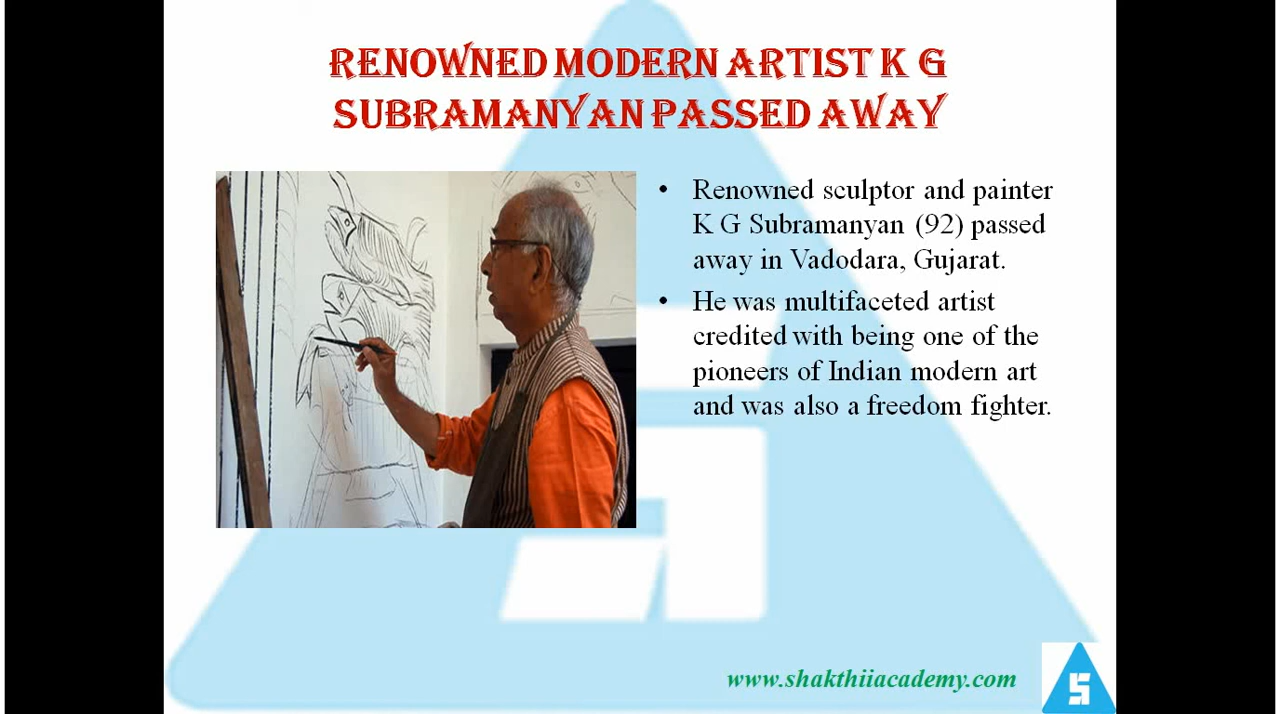 RENOWNED MODERN ARTIST K G
SUBRAMANYAN PASSED AWAY
• Renowned sculptor and painter
K G Subramanyan (92) passed
away in Vadodara, Gujarat.
• He was multifaceted artist
credited with being one of the
pioneers of Indian modern art
and was also a freedom fighter.
www.shakthiiacademy.com